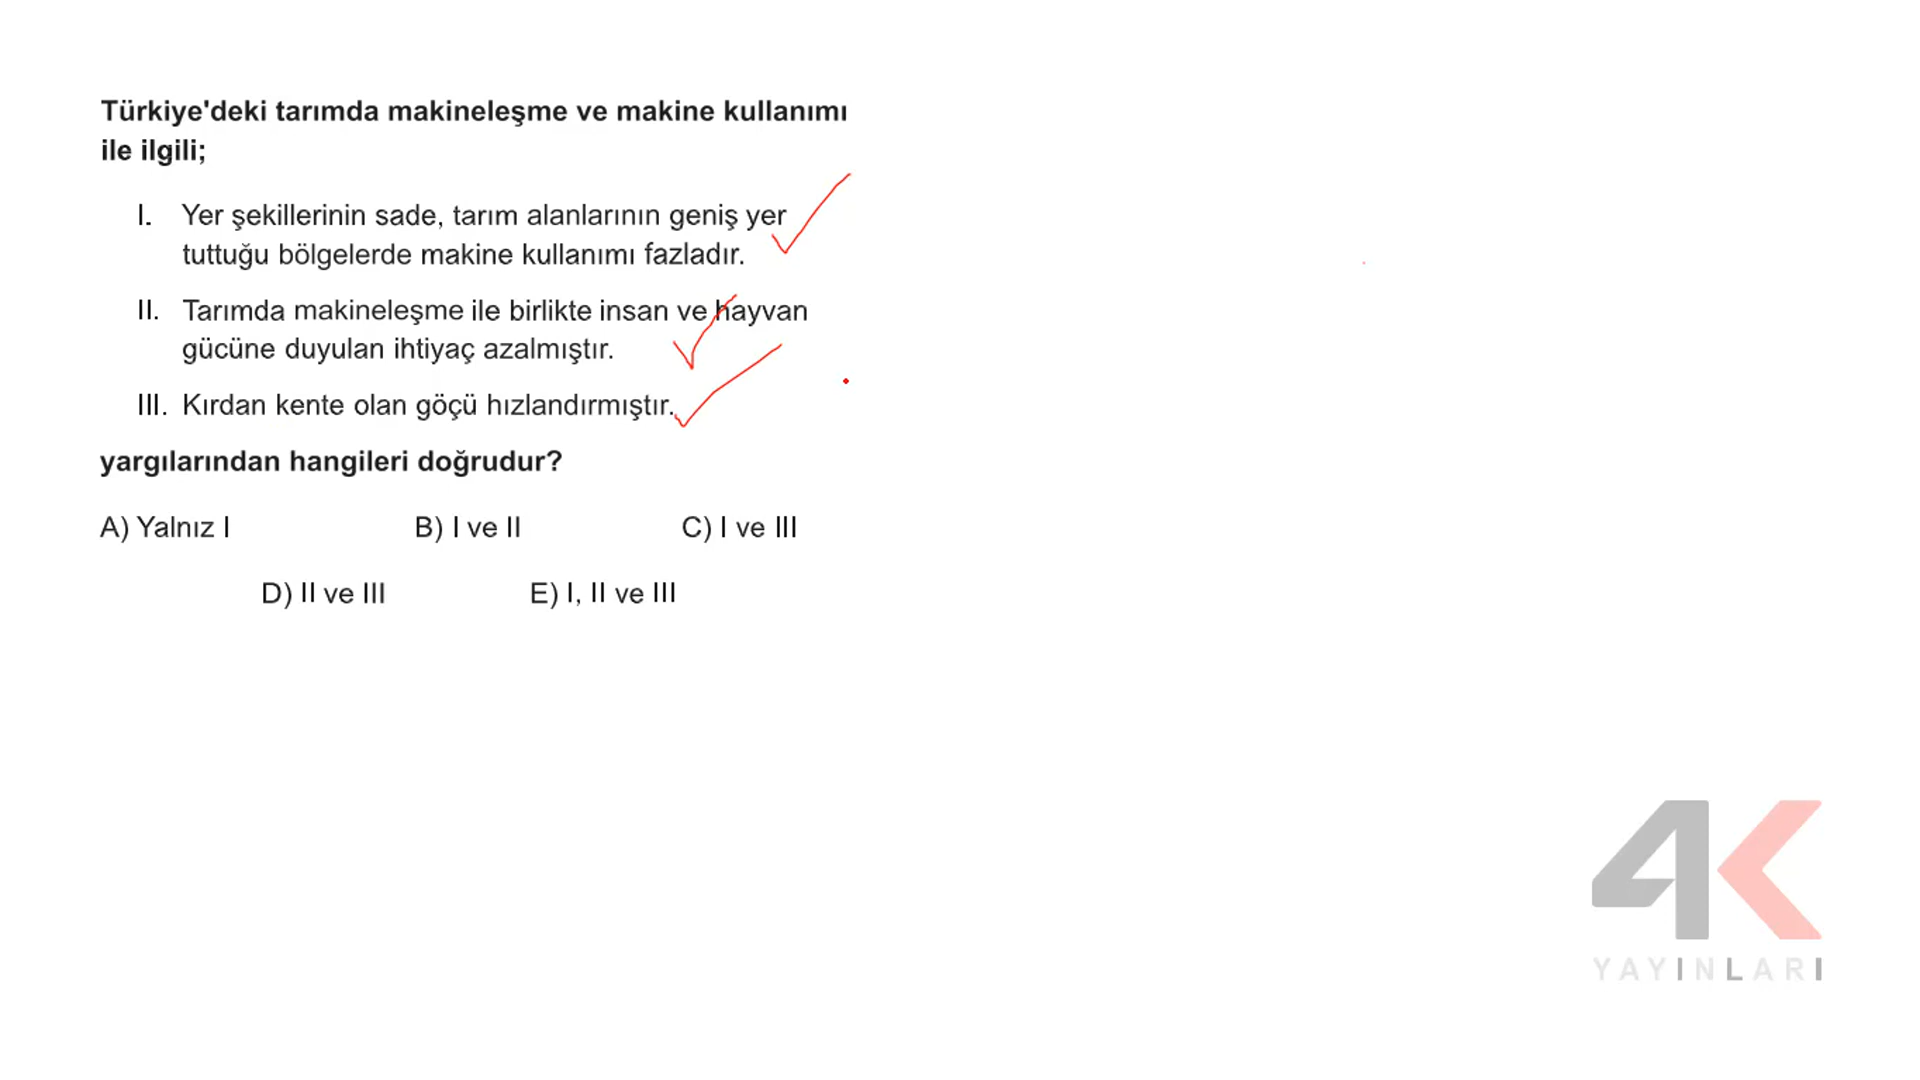 Türkiye'deki tarımda makineleşme ve makine kullanımı
ile ilgili;
I. Yer şekillerinin sade, tarım alanlarının geniş yer
tuttuğu bölgelerde makine kullanımı fazladır.
II. Tarımda makineleşme ile birlikte insan ve hayvan
gücüne duyulan ihtiyaç azalmıştır.
III. Kırdan kente olan göçü hızlandırmıştır.
yargılarından hangileri doğrudur?
A) Yalnız I B) I ve II C) I ve III
D) II ve III E) I, II ve III
4K
YAYINLARI